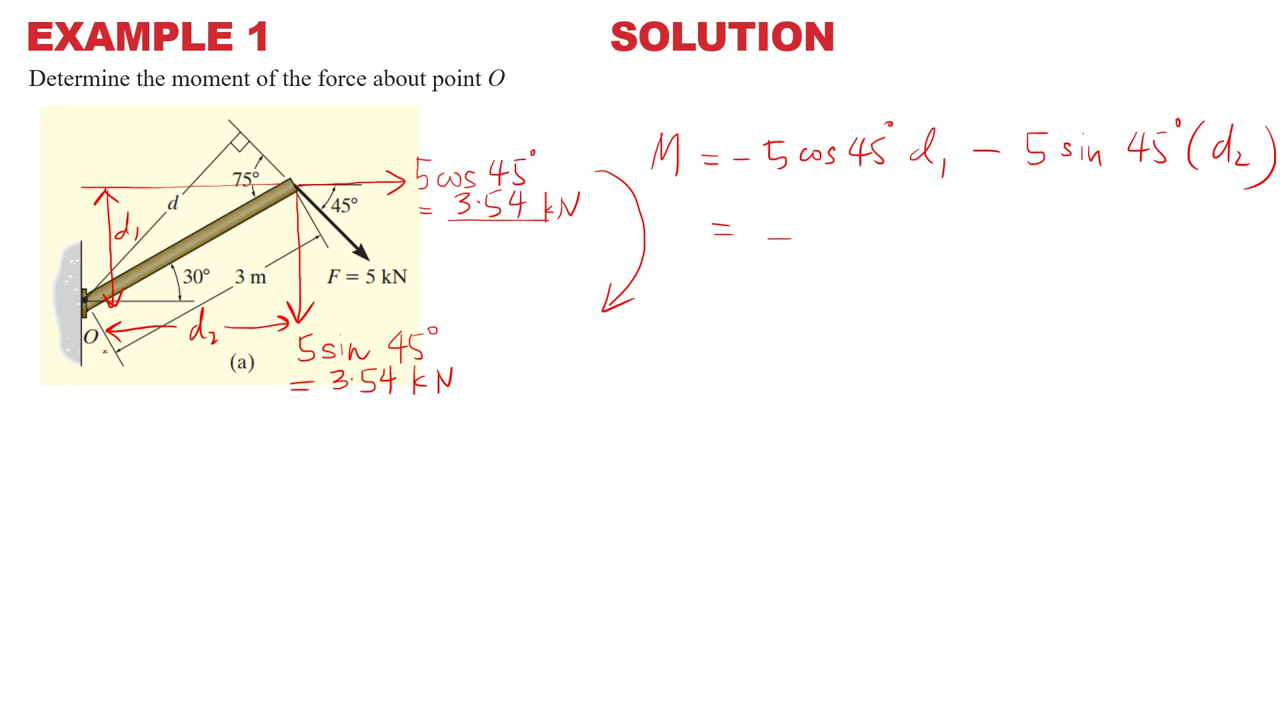 EXAMPLE 1
SOLUTION
Determine the moment of the force about point O
75°
d
45°
30°
3 m
F = 5 kN
O
(a)
d₁
d₂
5 cos 45°
= 3.54 kN
5 sin 45°
= 3.54 kN
M = - 5 cos 45° d₁ - 5 sin 45° (d₂)
= -